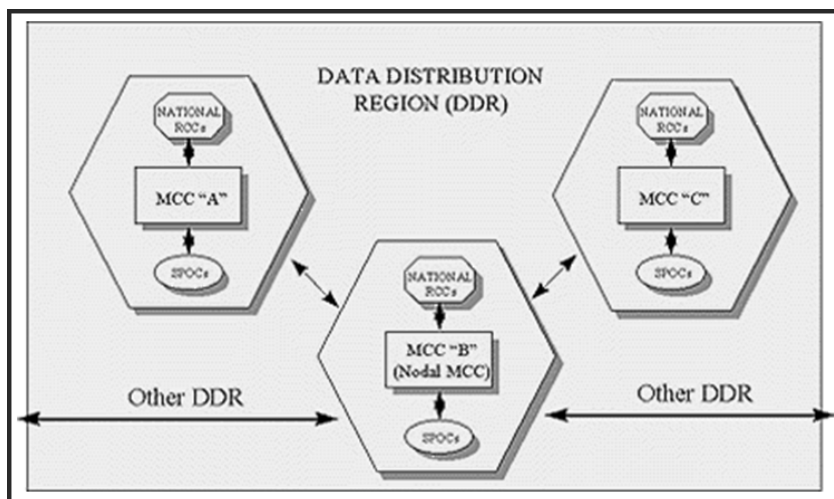 DATA DISTRIBUTION
REGION (DDR)
NATIONAL
RCCs
MCC “A”
SPOCs
NATIONAL
RCCs
MCC “C”
SPOCs
NATIONAL
RCCs
MCC “B”
(Nodal MCC)
SPOCs
Other DDR
Other DDR